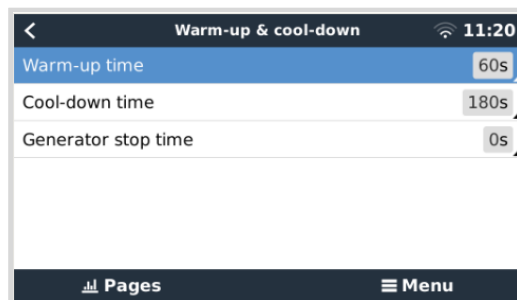 Warm-up & cool-down 11:20
Warm-up time 60s
Cool-down time 180s
Generator stop time 0s
Pages Menu